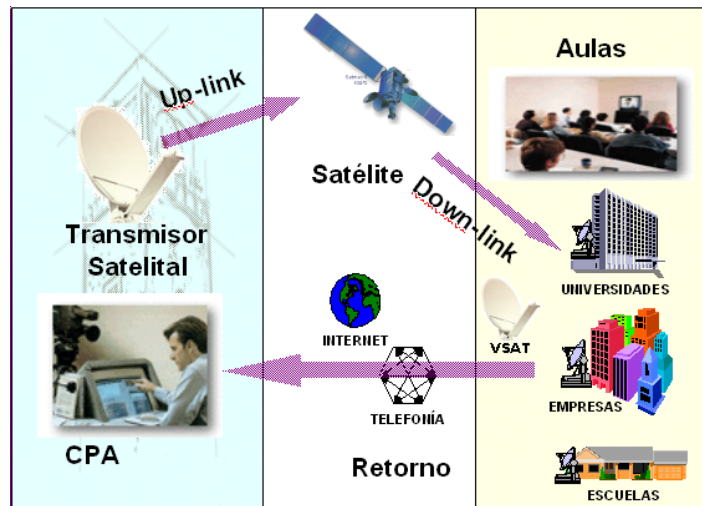 Up-link
Transmisor
Satelital
CPA
Satélite
Down-link
INTERNET
TELEFONÍA
Retorno
Aulas
UNIVERSIDADES
VSAT
EMPRESAS
ESCUELAS